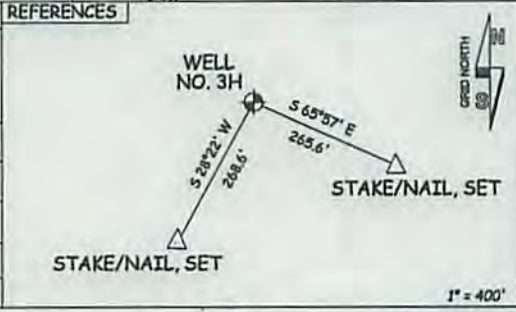 REFERENCES
WELL
NO. 3H
GRID NORTH
N
S 65°57' E
265.6'
S 28°22' W
268.6'
STAKE/NAIL, SET
STAKE/NAIL, SET
1" = 400'